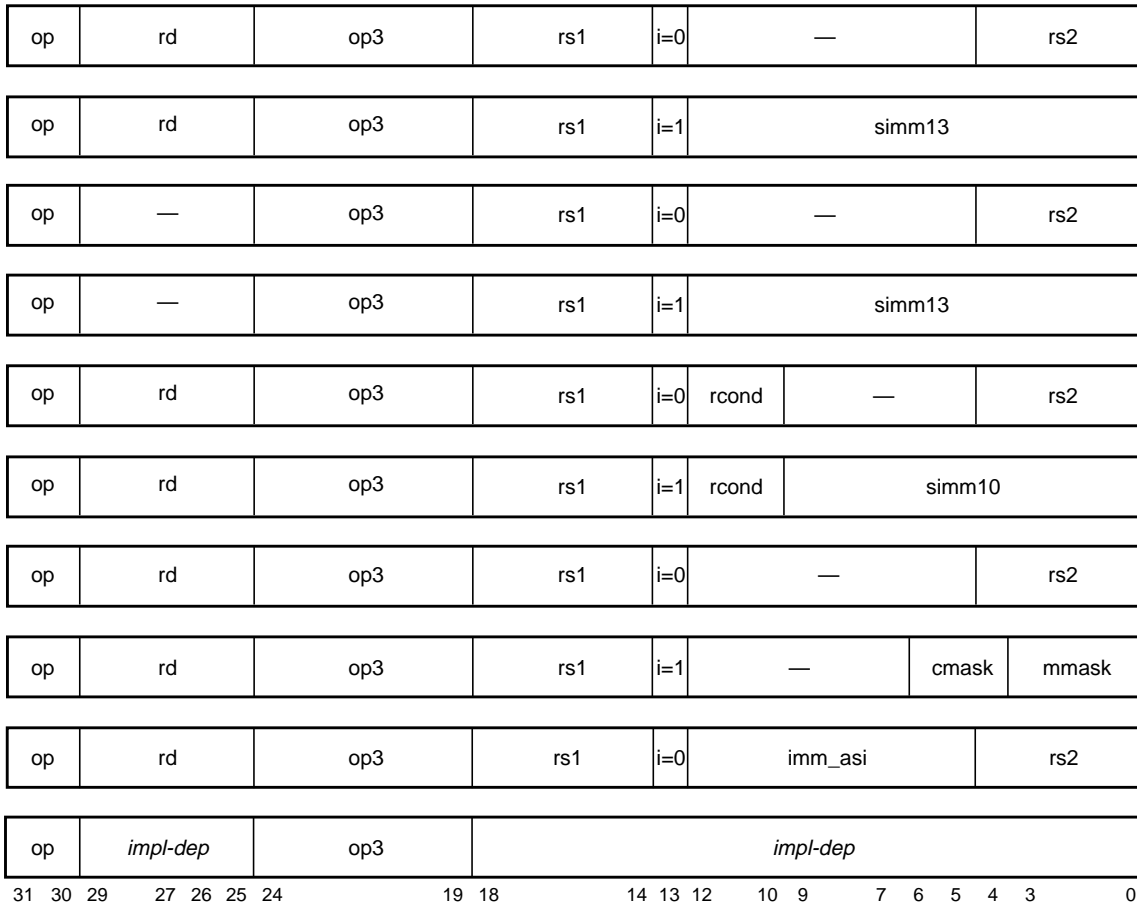 op rd op3 rs1 i=0 — rs2
op rd op3 rs1 i=1 simm13
op — op3 rs1 i=0 — rs2
op — op3 rs1 i=1 simm13
op rd op3 rs1 i=0 rcond — rs2
op rd op3 rs1 i=1 rcond simm10
op rd op3 rs1 i=0 — rs2
op rd op3 rs1 i=1 — cmask mmask
op rd op3 rs1 i=0 imm_asi rs2
op impl-dep op3 impl-dep
31 30 29 27 26 25 24 19 18 14 13 12 10 9 7 6 5 4 3 0